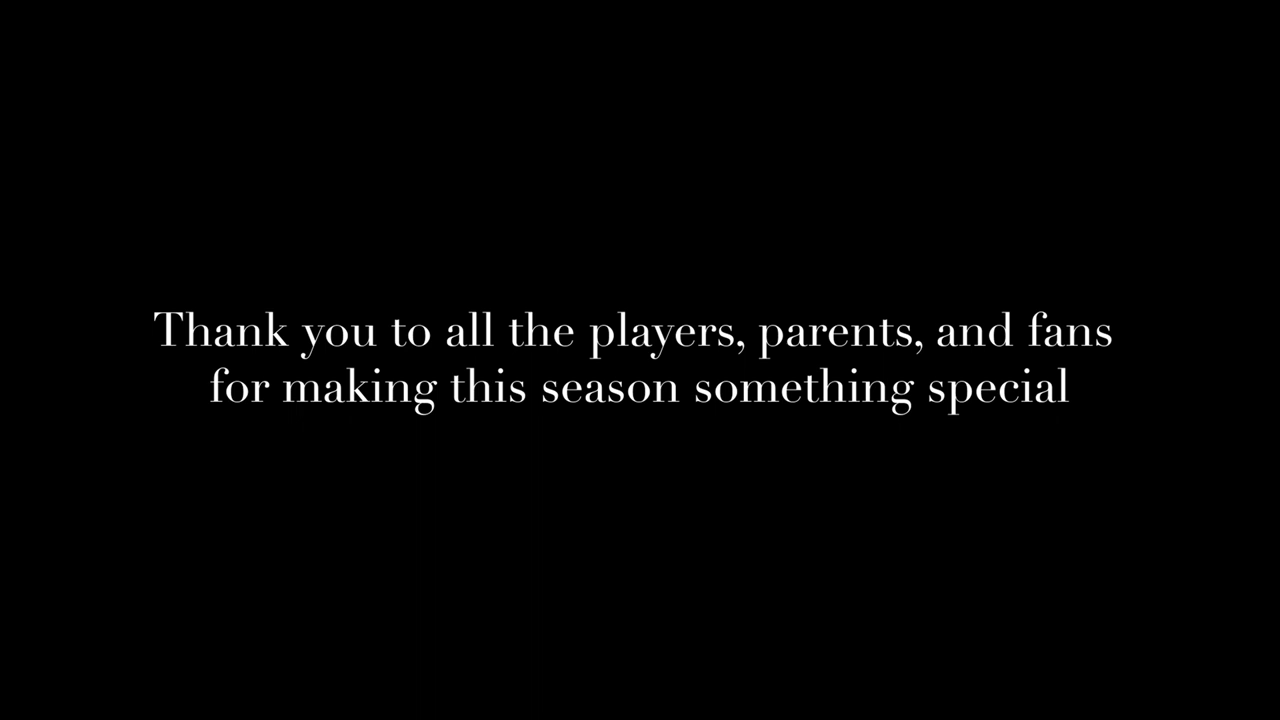 Thank you to all the players, parents, and fans
for making this season something special